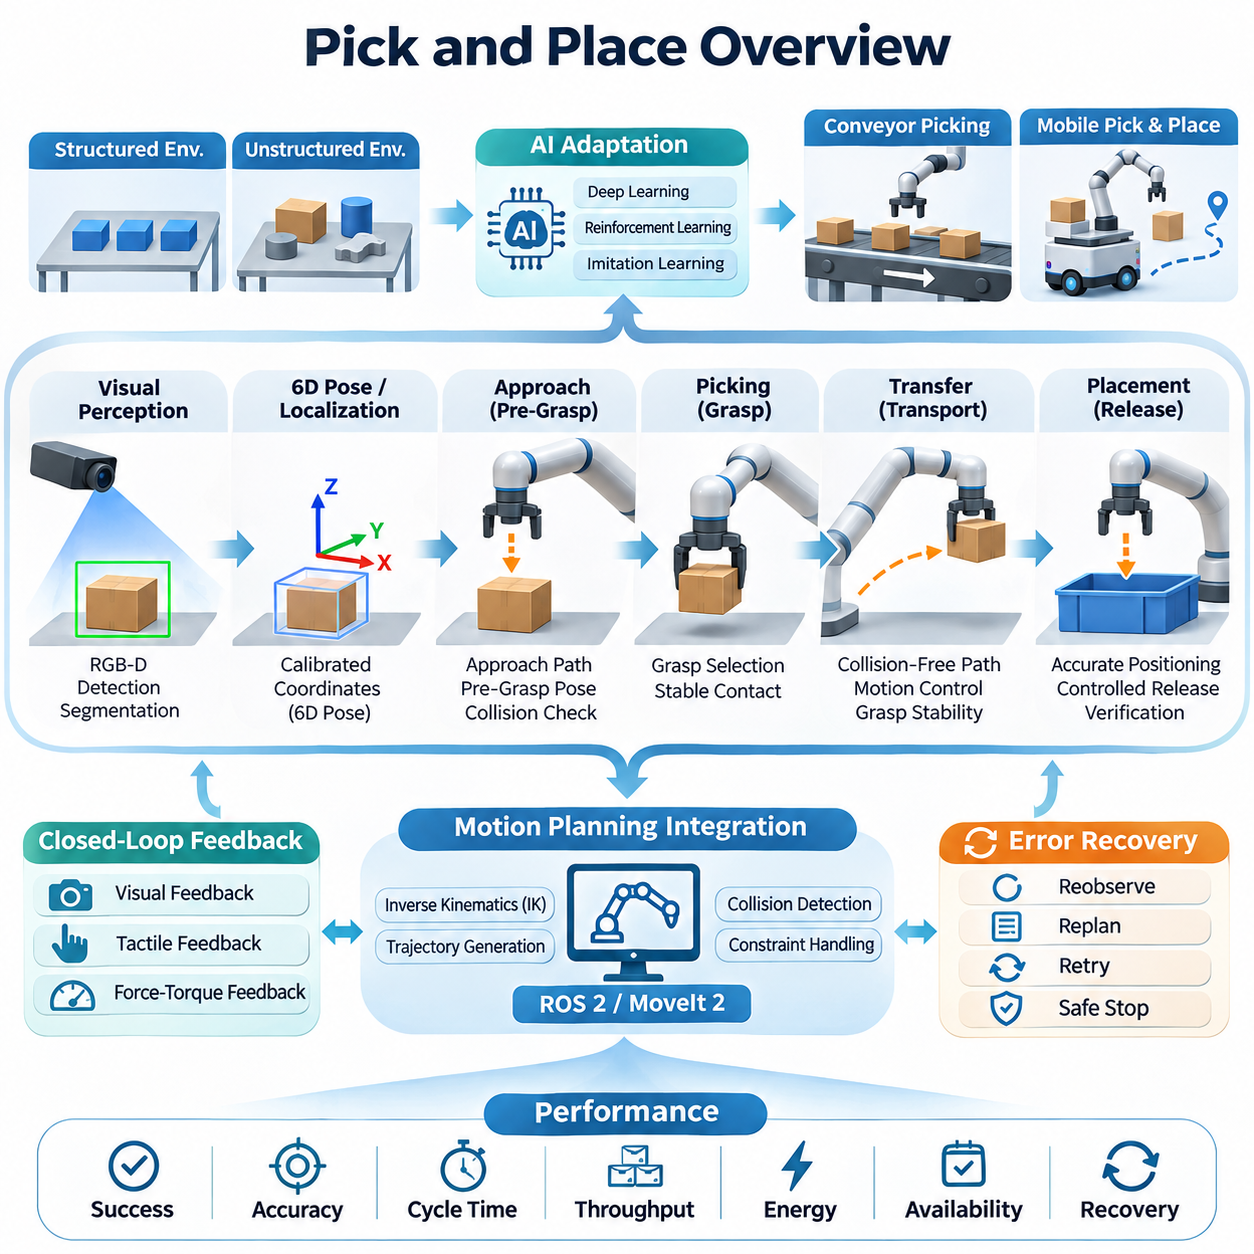 Pick and Place Overview
Structured Env.
Unstructured Env.
AI Adaptation
AI
Deep Learning
Reinforcement Learning
Imitation Learning
Conveyor Picking
Mobile Pick & Place
Visual
Perception
RGB-D
Detection
Segmentation
6D Pose /
Localization
Z
Y
X
Calibrated
Coordinates
(6D Pose)
Approach
(Pre-Grasp)
Approach Path
Pre-Grasp Pose
Collision Check
Picking
(Grasp)
Grasp Selection
Stable Contact
Transfer
(Transport)
Collision-Free Path
Motion Control
Grasp Stability
Placement
(Release)
Accurate Positioning
Controlled Release
Verification
Closed-Loop Feedback
Visual Feedback
Tactile Feedback
Force-Torque Feedback
Motion Planning Integration
Inverse Kinematics (IK)
Trajectory Generation
Collision Detection
Constraint Handling
ROS 2 / MoveIt 2
Error Recovery
Reobserve
Replan
Retry
Safe Stop
Performance
Success
Accuracy
Cycle Time
Throughput
Energy
Availability
Recovery